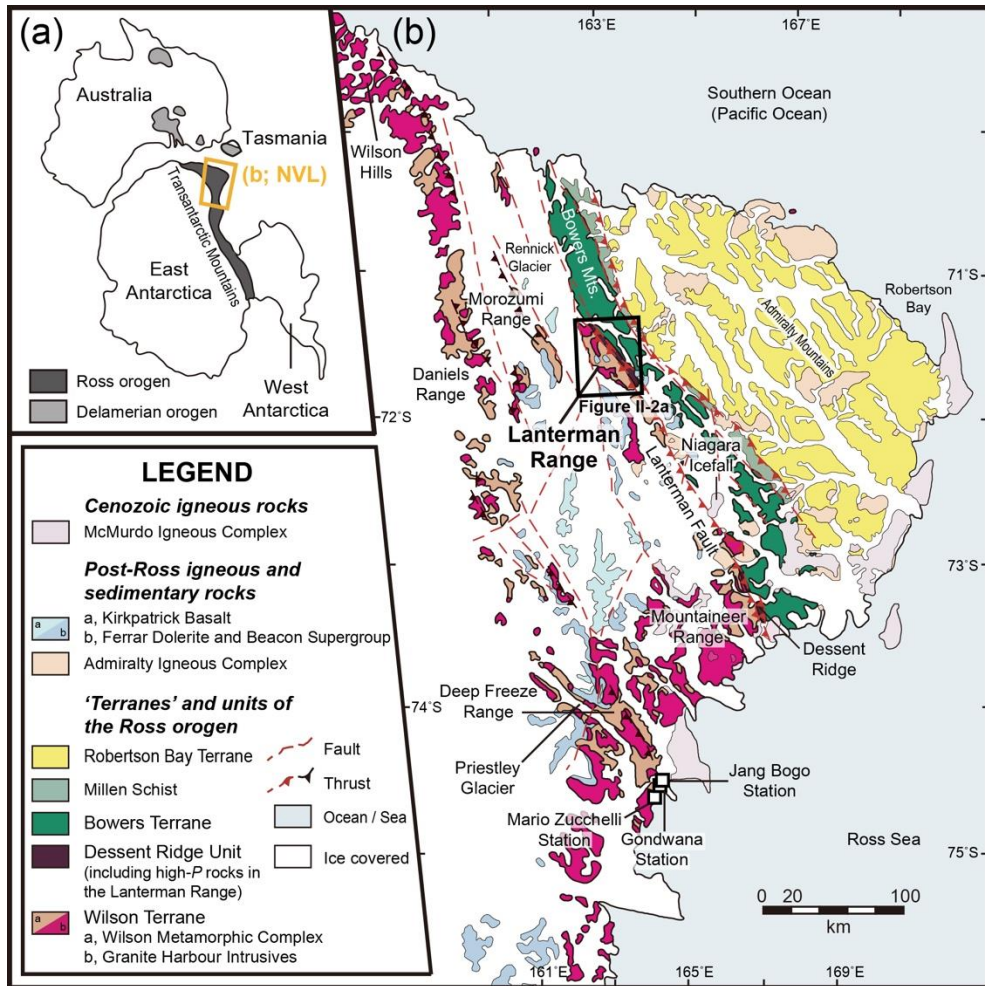 (a)
Australia
Tasmania
(b; NVL)
Transantarctic Mountains
East
Antarctica
West
Antarctica
Ross orogen
Delamerian orogen
(b)
163°E
167°E
Southern Ocean
(Pacific Ocean)
Wilson
Hills
Bowers Mts.
Rennick
Glacier
Morozumi
Range
71°S
Robertson
Bay
Admiralty Mountains
Daniels
Range
72°S
Figure II-2a
Lanterman
Range
Niagara
Icefall
Lanterman Fault
73°S
Mountaineer
Range
Dessent
Ridge
Deep Freeze
Range
74°S
Priestley
Glacier
Jang Bogo
Station
Mario Zucchelli
Station
Gondwana
Station
Ross Sea
75°S
0 20 100
km
161°E
165°E
169°E
LEGEND
Cenozoic igneous rocks
McMurdo Igneous Complex
Post-Ross igneous and
sedimentary rocks
a b
a, Kirkpatrick Basalt
b, Ferrar Dolerite and Beacon Supergroup
Admiralty Igneous Complex
‘Terranes’ and units of
the Ross orogen
Robertson Bay Terrane
Millen Schist
Bowers Terrane
Dessent Ridge Unit
(including high-P rocks in
the Lanterman Range)
a b
Wilson Terrane
a, Wilson Metamorphic Complex
b, Granite Harbour Intrusives
Fault
Thrust
Ocean / Sea
Ice covered